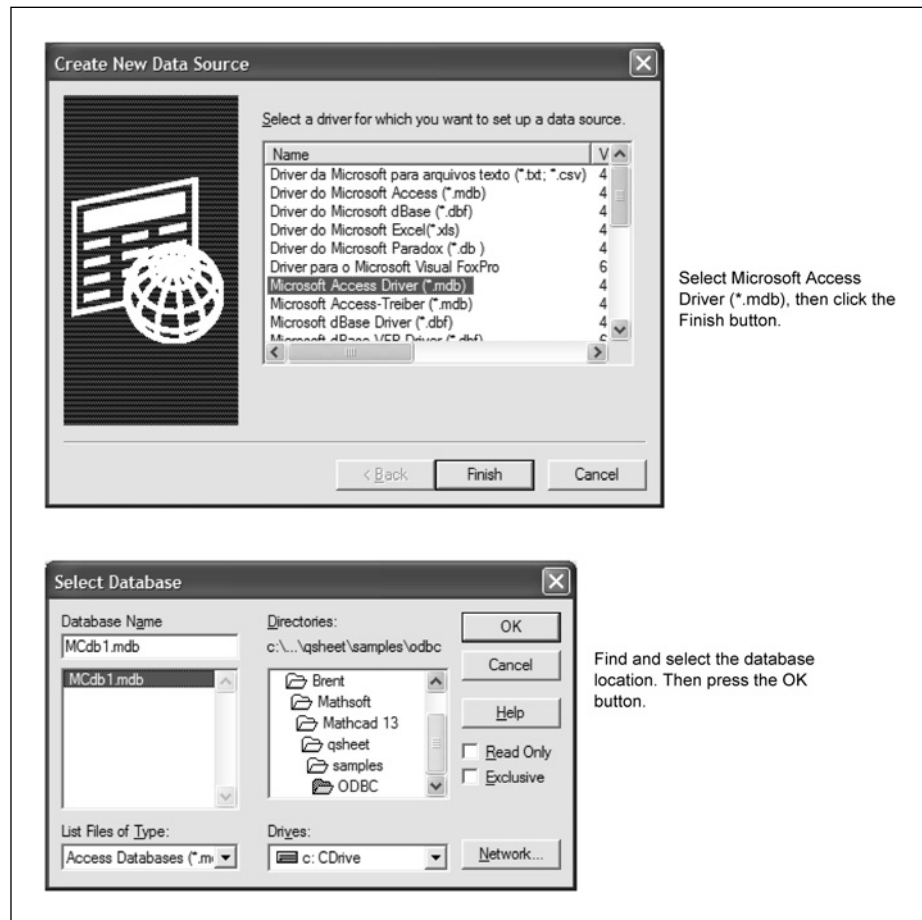 Create New Data Source
Select a driver for which you want to set up a data source.
Name V
Driver da Microsoft para arquivos texto (*.txt; *.csv) 4
Driver do Microsoft Access (*.mdb) 4
Driver do Microsoft dBase (*.dbf) 4
Driver do Microsoft Excel(*.xls) 4
Driver do Microsoft Paradox (*.db ) 4
Driver para o Microsoft Visual FoxPro 6
Microsoft Access Driver (*.mdb) 4
Microsoft Access-Treiber (*.mdb) 4
Microsoft dBase Driver (*.dbf) 4
Microsoft dBase VFP Driver (*.dbf) 6
< Back
Finish
Cancel
Select Microsoft Access
Driver (*.mdb), then click the
Finish button.
Select Database
Database Name
MCdb1.mdb
MCdb1.mdb
List Files of Type:
Access Databases (*.m
Directories:
c:\...\qsheet\samples\odbc
Brent
Mathsoft
Mathcad 13
qsheet
samples
ODBC
Drives:
c: CDrive
OK
Cancel
Help
Read Only
Exclusive
Network...
Find and select the database
location. Then press the OK
button.